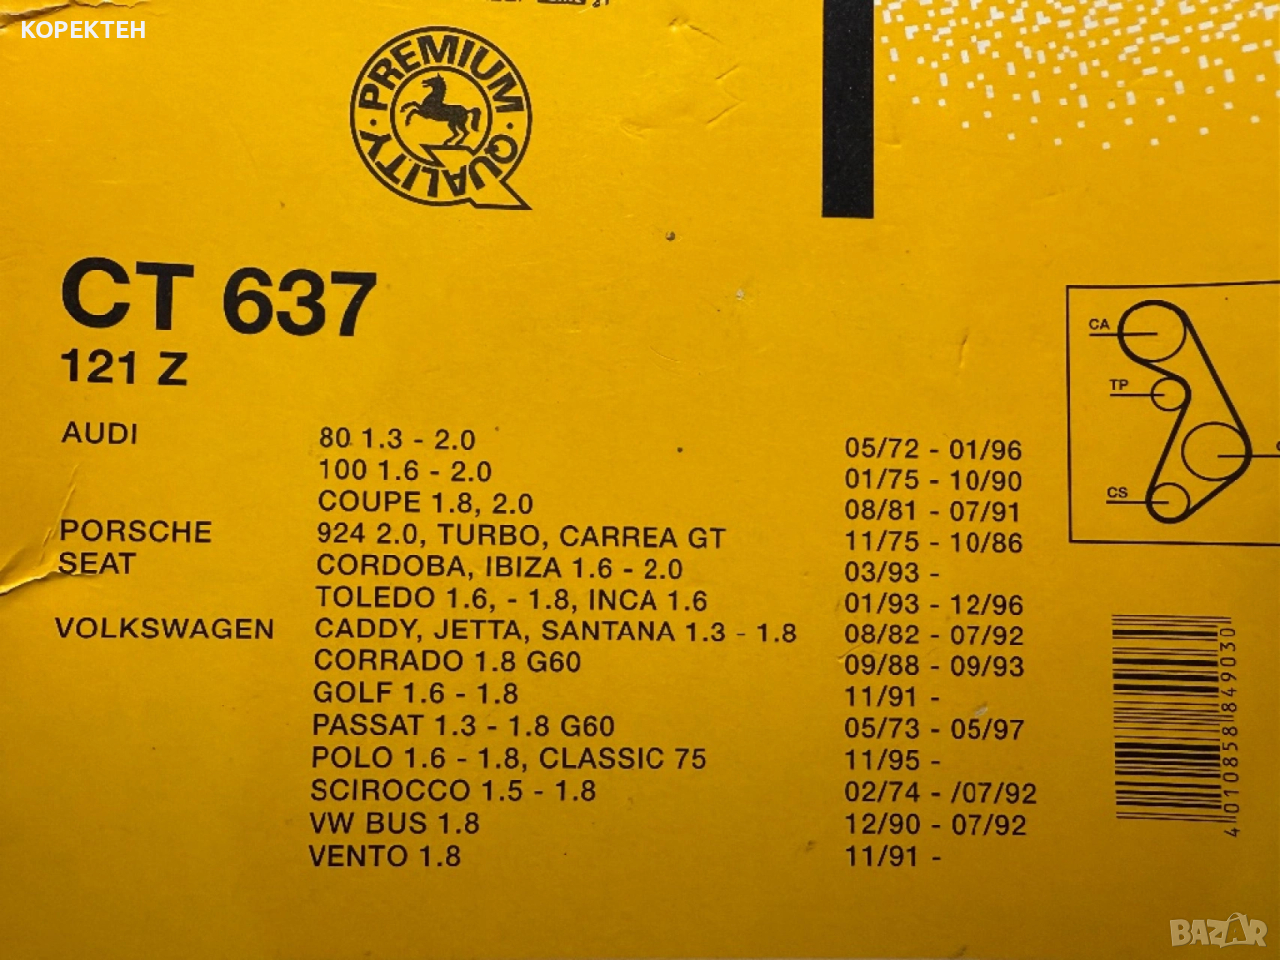 КОРЕКТЕН
PREMIUM · QUALITY ·
CT 637
121 Z
AUDI 80 1.3 - 2.0 05/72 - 01/96
100 1.6 - 2.0 01/75 - 10/90
COUPE 1.8, 2.0 08/81 - 07/91
PORSCHE 924 2.0, TURBO, CARREA GT 11/75 - 10/86
SEAT CORDOBA, IBIZA 1.6 - 2.0 03/93 -
TOLEDO 1.6, - 1.8, INCA 1.6 01/93 - 12/96
VOLKSWAGEN CADDY, JETTA, SANTANA 1.3 - 1.8 08/82 - 07/92
CORRADO 1.8 G60 09/88 - 09/93
GOLF 1.6 - 1.8 11/91 -
PASSAT 1.3 - 1.8 G60 05/73 - 05/97
POLO 1.6 - 1.8, CLASSIC 75 11/95 -
SCIROCCO 1.5 - 1.8 02/74 - /07/92
VW BUS 1.8 12/90 - 07/92
VENTO 1.8 11/91 -
CA
TP
CS
4 010858 849030
BAZAR